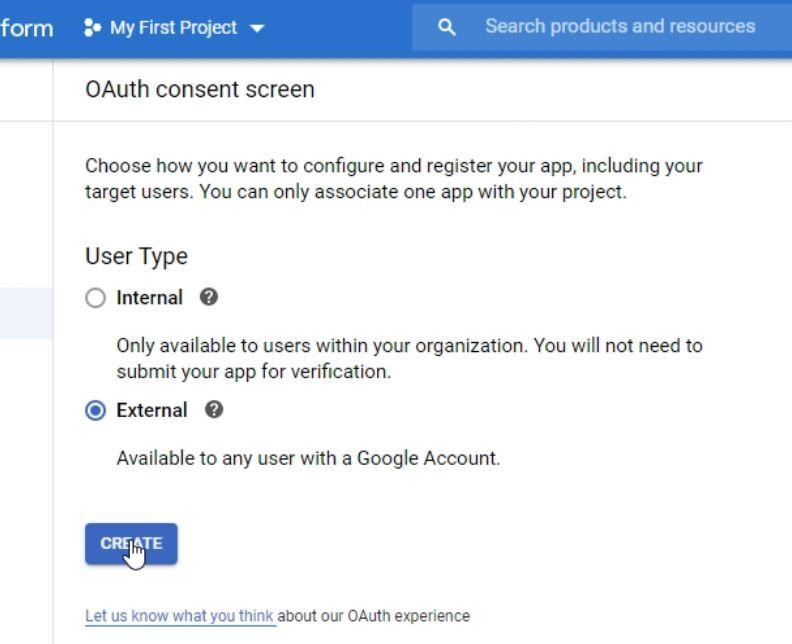 form My First Project Search products and resources
OAuth consent screen
Choose how you want to configure and register your app, including your
target users. You can only associate one app with your project.
User Type
Internal
Only available to users within your organization. You will not need to
submit your app for verification.
External
Available to any user with a Google Account.
CREATE
Let us know what you think about our OAuth experience